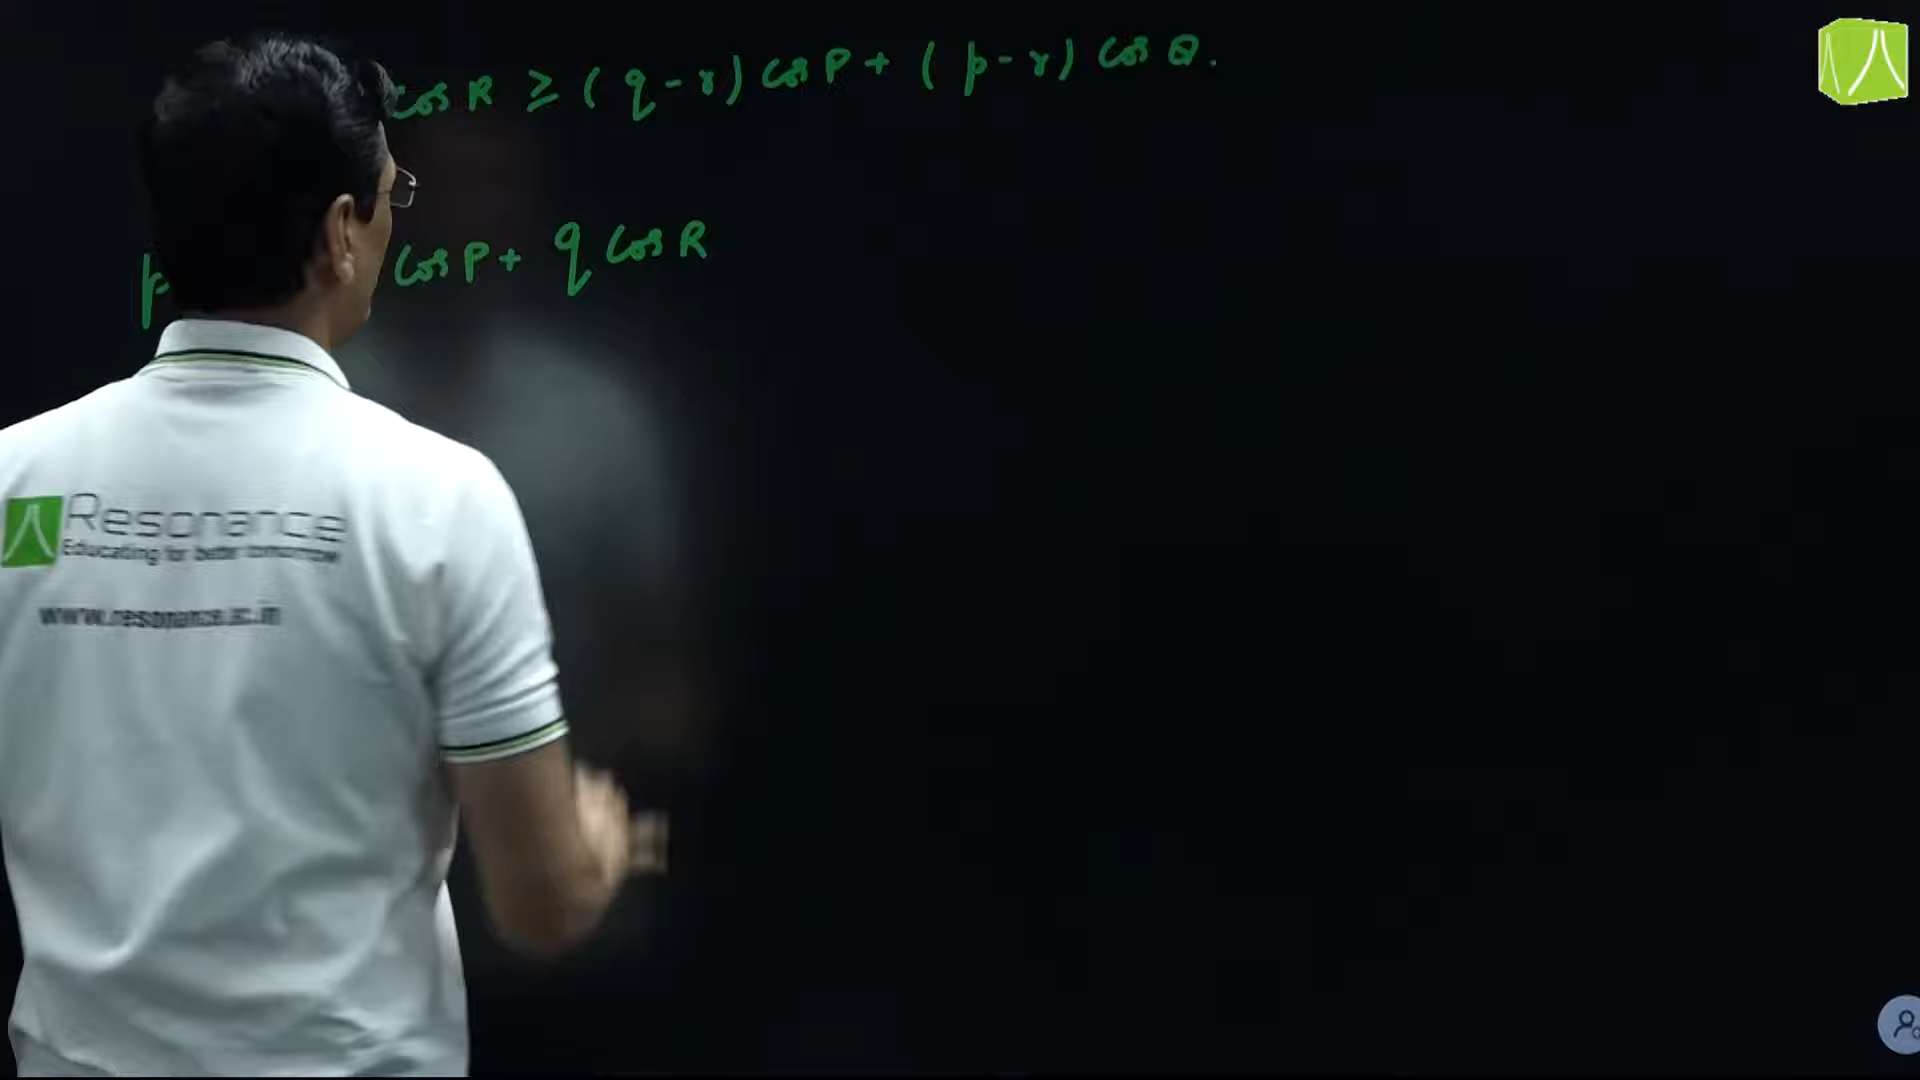 cos R ≥ (q-r) cos P + (p-r) cos Q.
p cos P + q cos R
Resonance
Educating for better tomorrow
www.resonance.ac.in